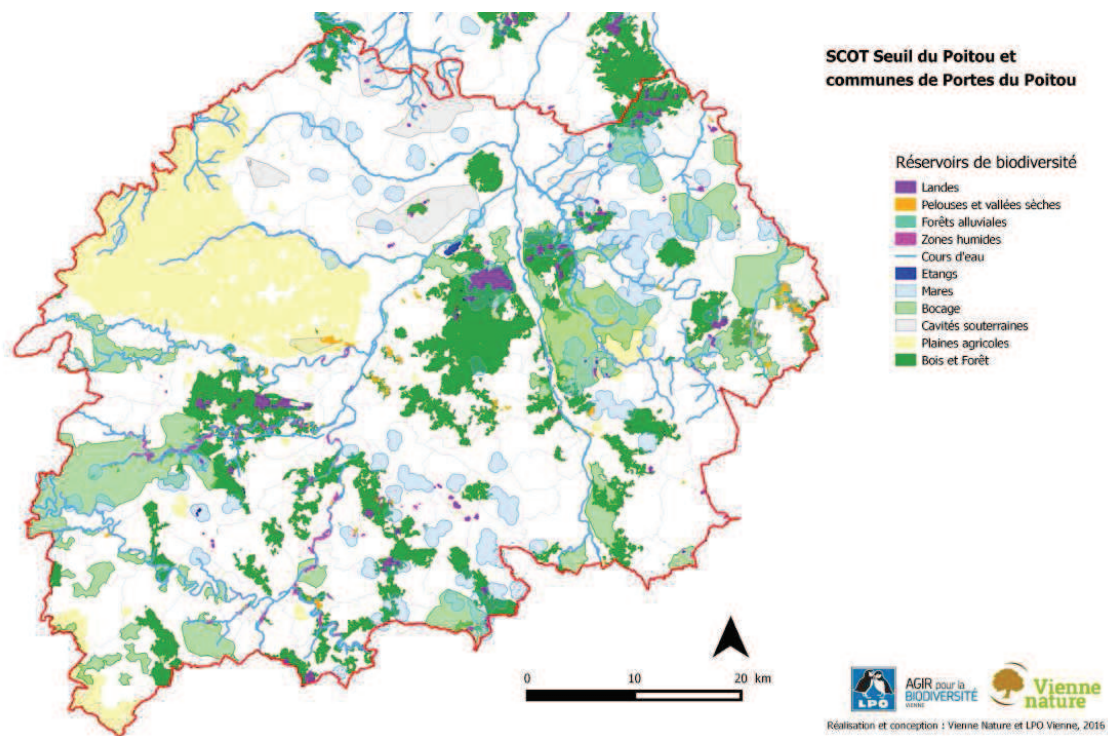 SCOT Seuil du Poitou et
communes de Portes du Poitou
Réservoirs de biodiversité
Landes
Pelouses et vallées sèches
Forêts alluviales
Zones humides
Cours d'eau
Etangs
Mares
Bocage
Cavités souterraines
Plaines agricoles
Bois et Forêt
0 10 20 km
LPO
AGIR pour la
BIODIVERSITÉ
VIENNE
Vienne
nature
Réalisation et conception : Vienne Nature et LPO Vienne, 2016